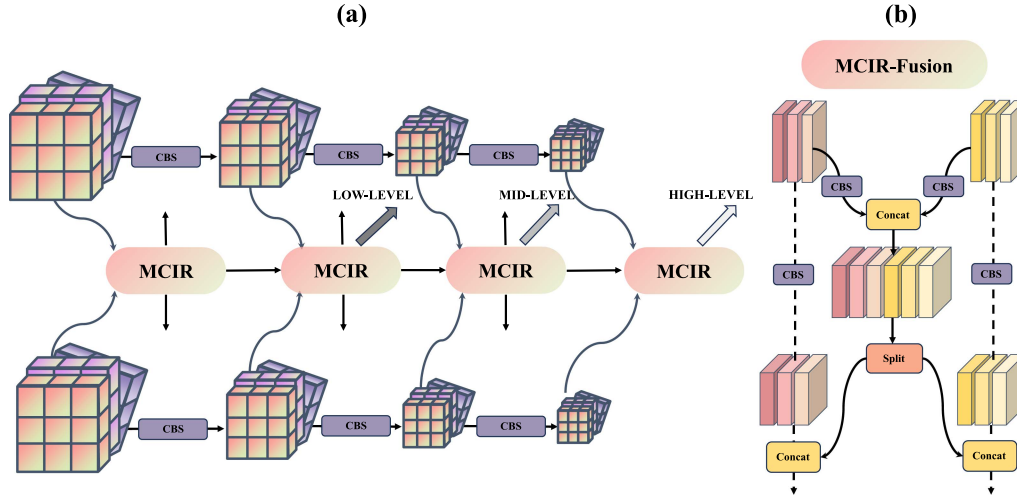 (a)
CBS
CBS
CBS
LOW-LEVEL
MID-LEVEL
HIGH-LEVEL
MCIR
MCIR
MCIR
MCIR
CBS
CBS
CBS
(b)
MCIR-Fusion
CBS
CBS
Concat
CBS
CBS
Split
Concat
Concat